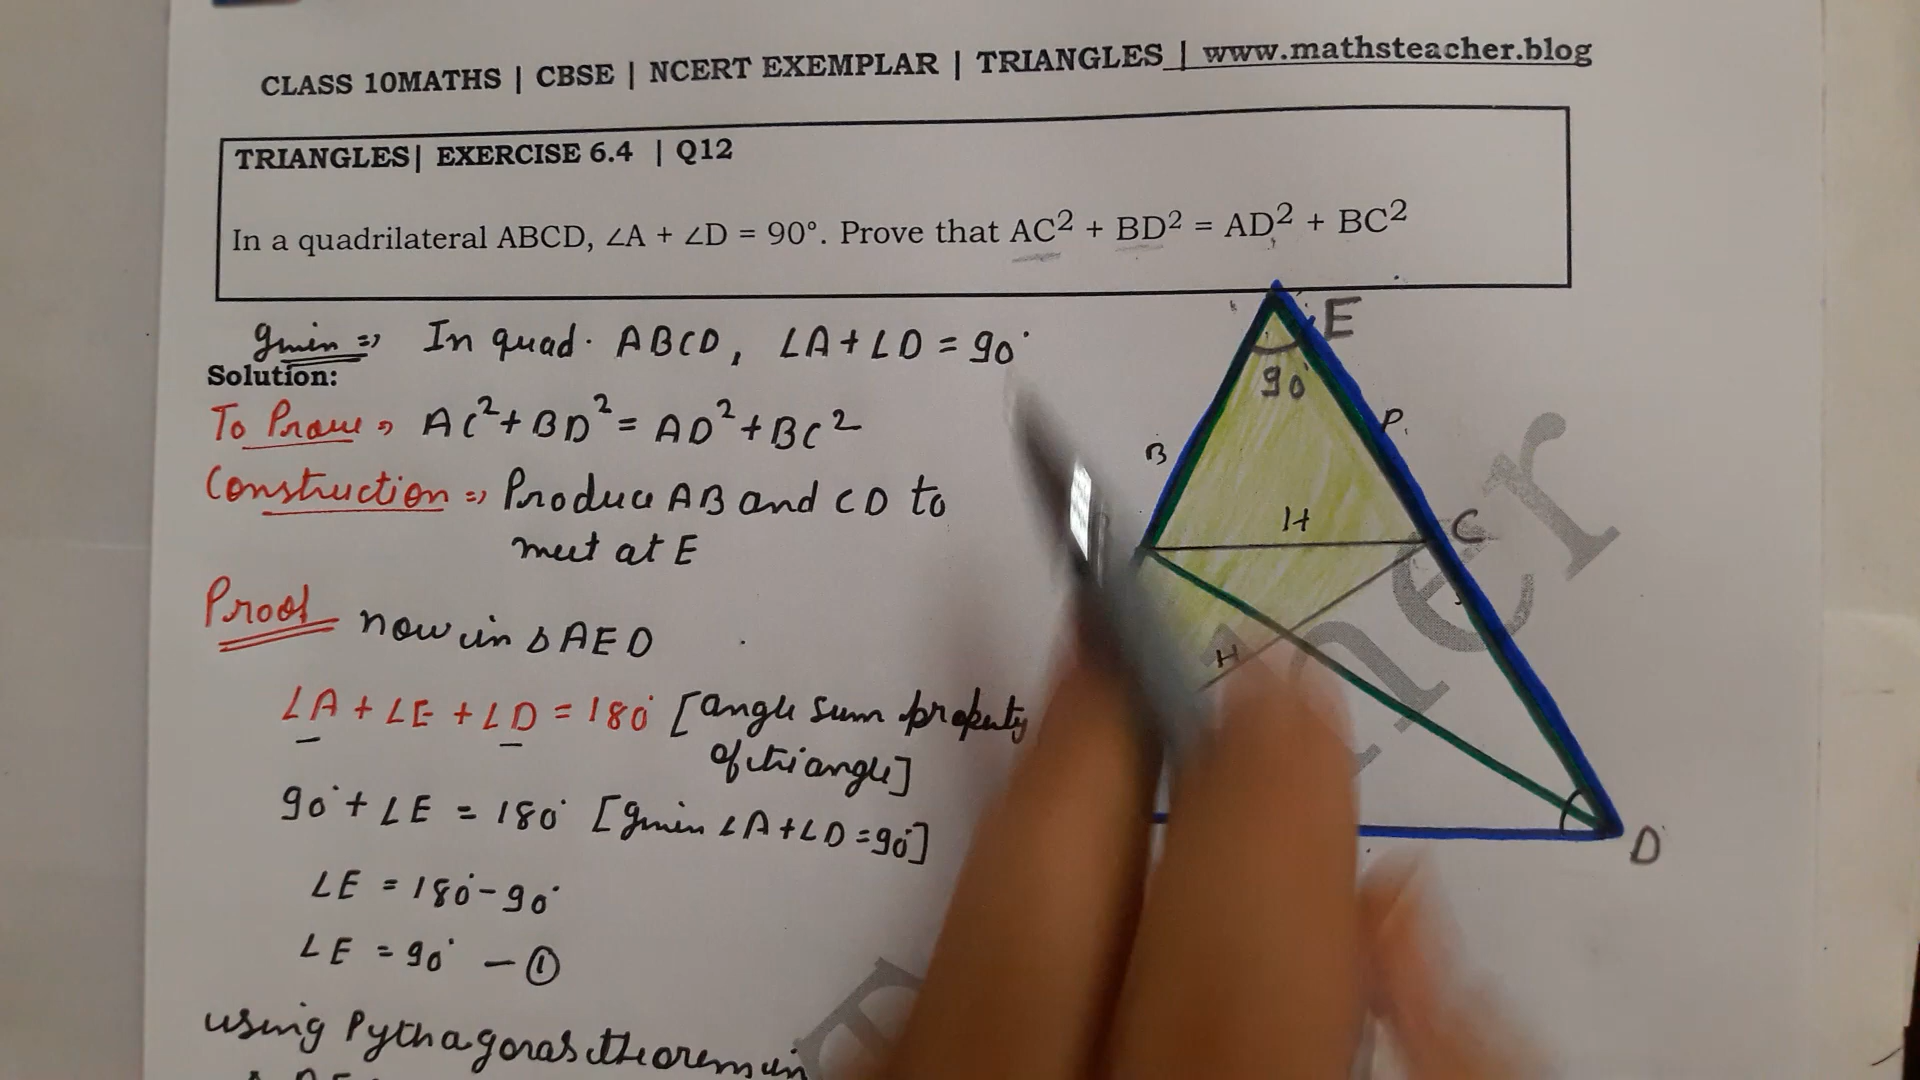 CLASS 10MATHS | CBSE | NCERT EXEMPLAR | TRIANGLES | www.mathsteacher.blog
TRIANGLES| EXERCISE 6.4 | Q12
In a quadrilateral ABCD, ∠A + ∠D = 90°. Prove that AC² + BD² = AD² + BC²
given ⇒ In quad. ABCD, ∠A+∠D = 90°
Solution:
To Prove → AC²+BD² = AD²+BC²
Construction ⇒ Produce AB and CD to
meet at E
Proof now in ΔAED
∠A + ∠E + ∠D = 180° [angle sum property
of triangle]
90° + ∠E = 180° [given ∠A+∠D=90°]
∠E = 180°-90°
∠E = 90° — ①
using Pythagoras theorem in
E
90°
P
B
H
C
H
D